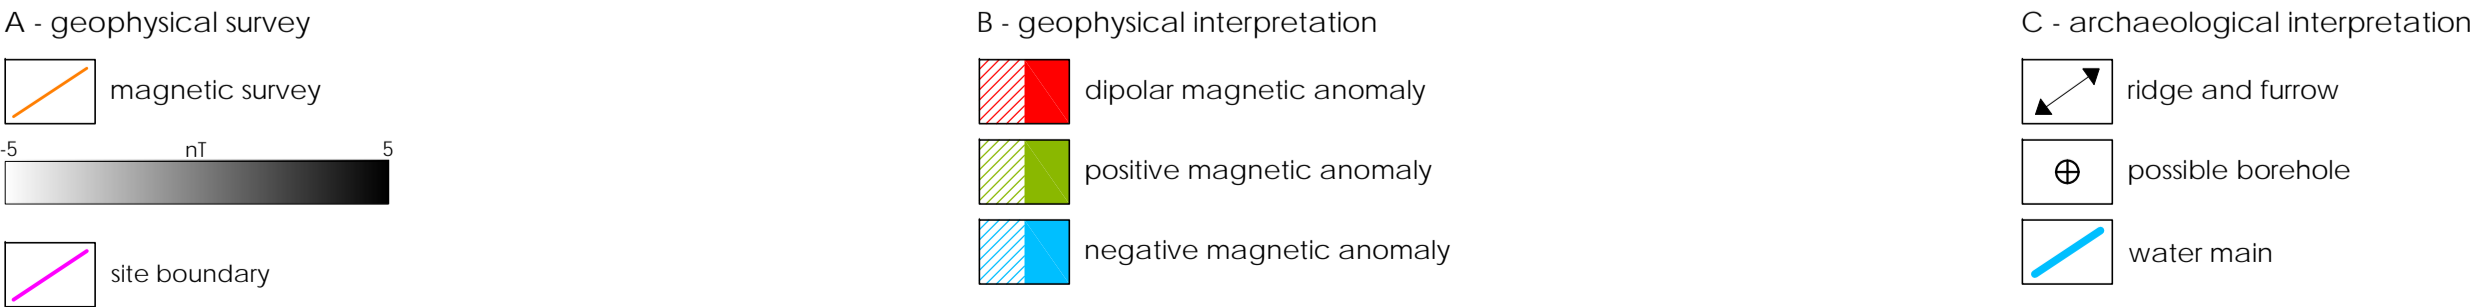 A - geophysical survey
magnetic survey
-5 nT 5
site boundary
B - geophysical interpretation
dipolar magnetic anomaly
positive magnetic anomaly
negative magnetic anomaly
C - archaeological interpretation
ridge and furrow
possible borehole
water main